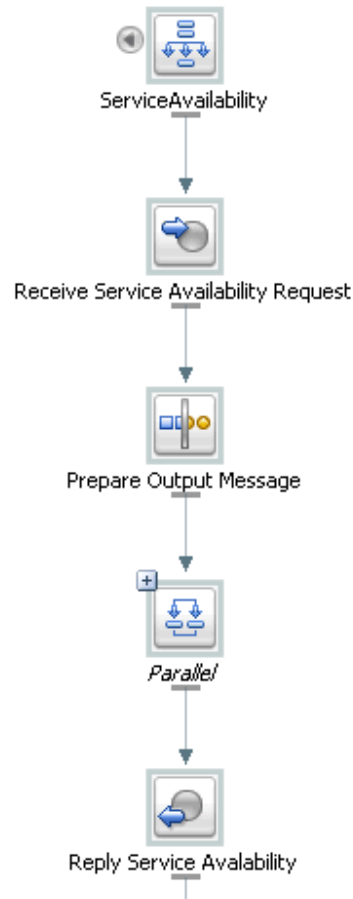 ServiceAvailability
Receive Service Availability Request
Prepare Output Message
Parallel
Reply Service Avalability